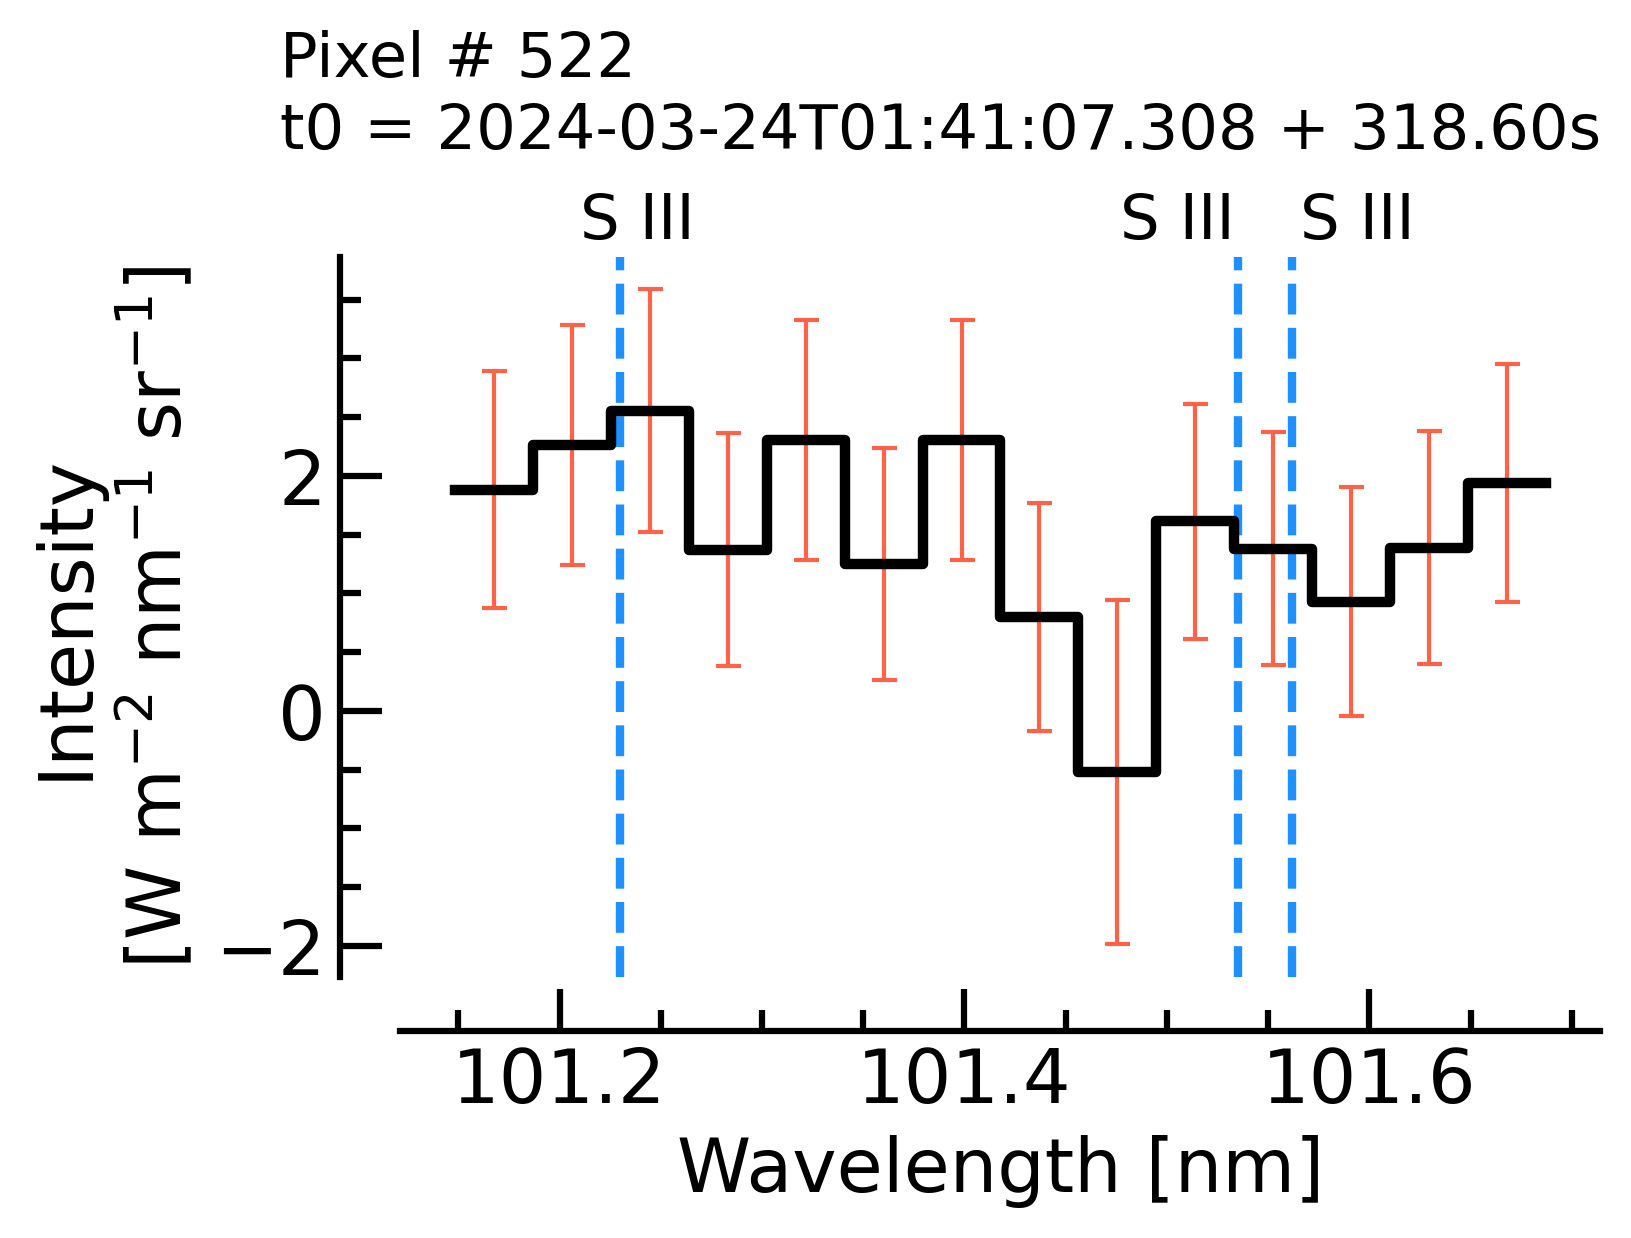 Pixel # 522
t0 = 2024-03-24T01:41:07.308 + 318.60s
S III S III S III
Intensity
[W m⁻² nm⁻¹ sr⁻¹]
2
0
−2
101.2 101.4 101.6
Wavelength [nm]